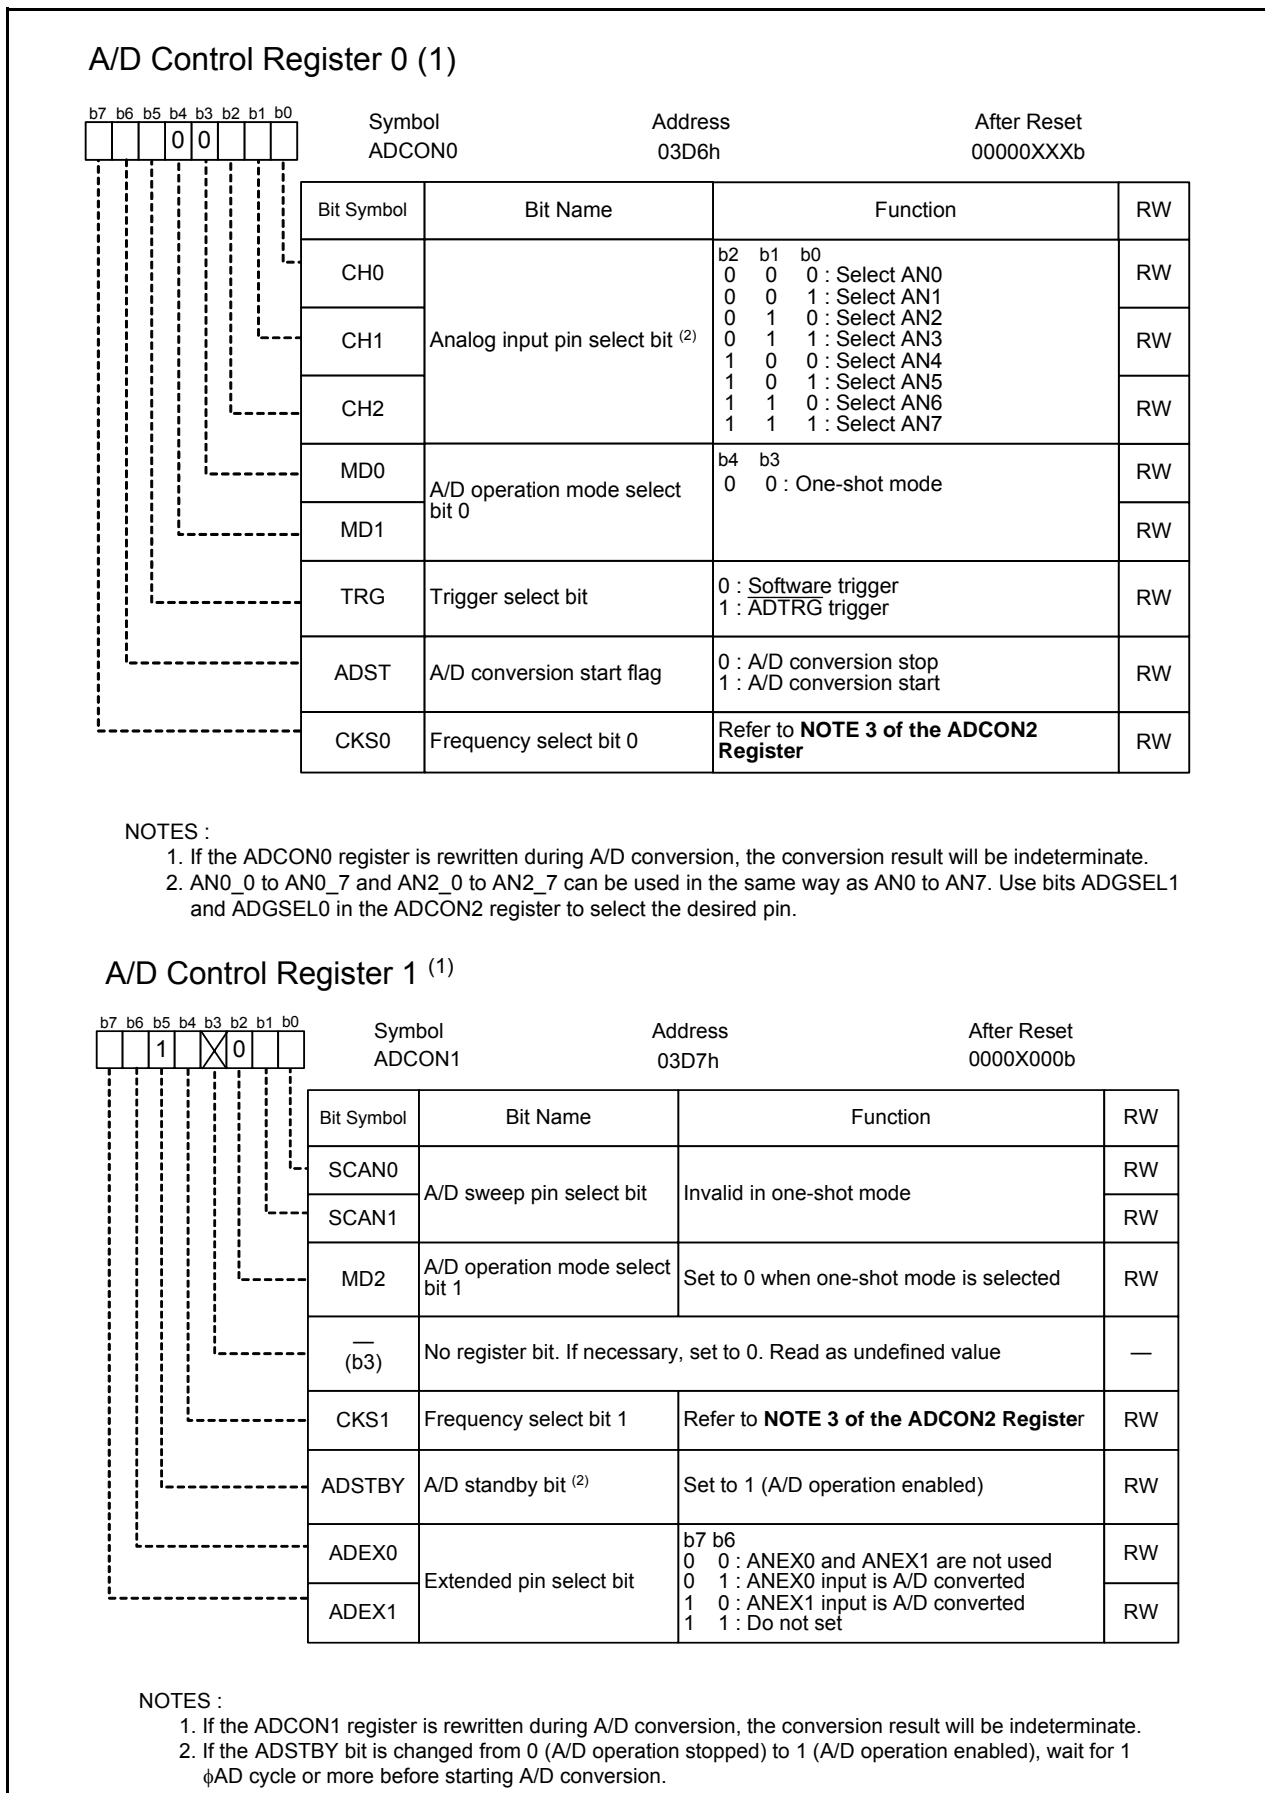 A/D Control Register 0 (1)
b7 b6 b5 b4 b3 b2 b1 b0
0 0
Symbol Address After Reset
ADCON0 03D6h 00000XXXb
Bit Symbol Bit Name Function RW
CH0 RW
CH1 Analog input pin select bit (2) RW
CH2 RW
b2 b1 b0
0 0 0 : Select AN0
0 0 1 : Select AN1
0 1 0 : Select AN2
0 1 1 : Select AN3
1 0 0 : Select AN4
1 0 1 : Select AN5
1 1 0 : Select AN6
1 1 1 : Select AN7
MD0 RW
MD1 RW
A/D operation mode select
bit 0
b4 b3
0 0 : One-shot mode
TRG Trigger select bit RW
0 : Software trigger
1 : ADTRG trigger
ADST A/D conversion start flag RW
0 : A/D conversion stop
1 : A/D conversion start
CKS0 Frequency select bit 0 RW
Refer to NOTE 3 of the ADCON2
Register
NOTES :
1. If the ADCON0 register is rewritten during A/D conversion, the conversion result will be indeterminate.
2. AN0_0 to AN0_7 and AN2_0 to AN2_7 can be used in the same way as AN0 to AN7. Use bits ADGSEL1
and ADGSEL0 in the ADCON2 register to select the desired pin.
A/D Control Register 1 (1)
b7 b6 b5 b4 b3 b2 b1 b0
1 0
Symbol Address After Reset
ADCON1 03D7h 0000X000b
Bit Symbol Bit Name Function RW
SCAN0 RW
A/D sweep pin select bit Invalid in one-shot mode
SCAN1 RW
MD2 RW
A/D operation mode select
bit 1
Set to 0 when one-shot mode is selected
—
(b3)
No register bit. If necessary, set to 0. Read as undefined value —
CKS1 Frequency select bit 1 Refer to NOTE 3 of the ADCON2 Register RW
ADSTBY A/D standby bit (2) Set to 1 (A/D operation enabled) RW
ADEX0 RW
Extended pin select bit
ADEX1 RW
b7 b6
0 0 : ANEX0 and ANEX1 are not used
0 1 : ANEX0 input is A/D converted
1 0 : ANEX1 input is A/D converted
1 1 : Do not set
NOTES :
1. If the ADCON1 register is rewritten during A/D conversion, the conversion result will be indeterminate.
2. If the ADSTBY bit is changed from 0 (A/D operation stopped) to 1 (A/D operation enabled), wait for 1
ϕAD cycle or more before starting A/D conversion.